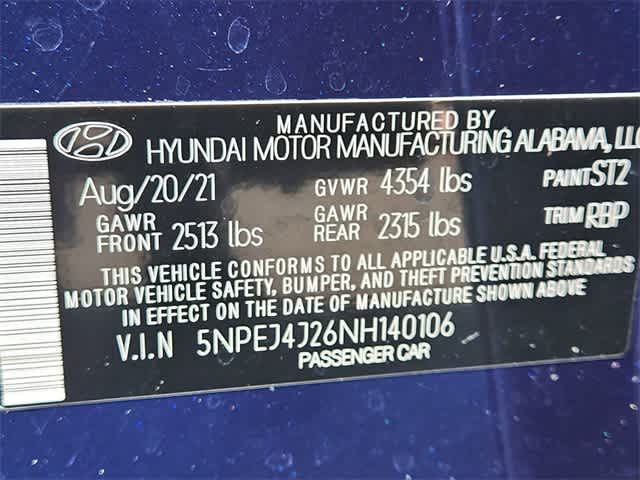 MANUFACTURED BY
HYUNDAI MOTOR MANUFACTURING ALABAMA, LLC
Aug/20/21 GVWR 4354 lbs PAINT ST2
GAWR FRONT 2513 lbs GAWR REAR 2315 lbs TRIM RBP
THIS VEHICLE CONFORMS TO ALL APPLICABLE U.S.A. FEDERAL
MOTOR VEHICLE SAFETY, BUMPER, AND THEFT PREVENTION STANDARDS
IN EFFECT ON THE DATE OF MANUFACTURE SHOWN ABOVE
V.I.N 5NPEJ4J26NH140106
PASSENGER CAR